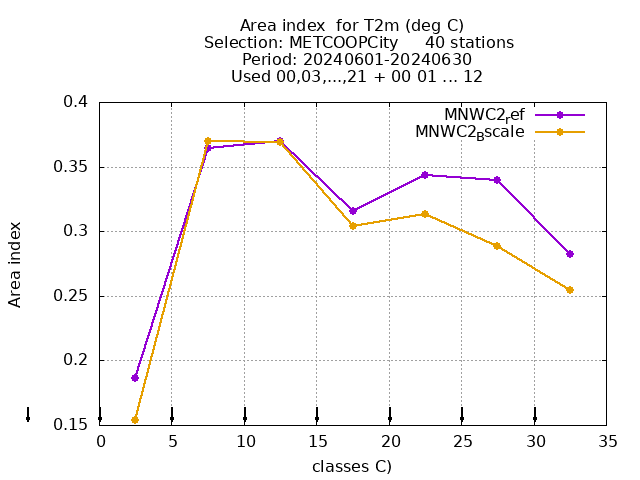 Area index  for T2m (deg C)
Selection: METCOOPCity     40 stations
Period: 20240601-20240630
Used 00,03,...,21 + 00 01 ... 12
MNWC2ref
MNWC2Bscale
0.4
0.35
0.3
0.25
0.2
0.15
Area index
0 5 10 15 20 25 30 35
classes C)